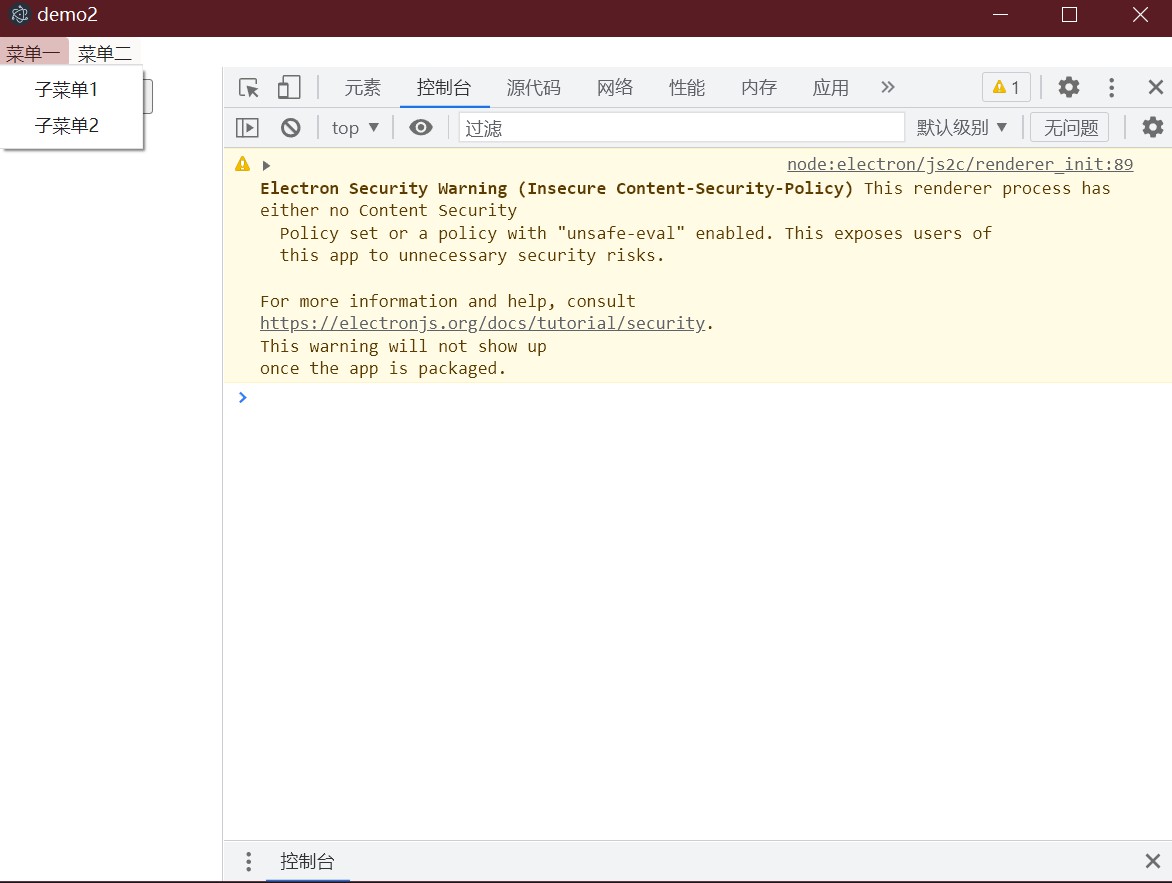 demo2
菜单一 菜单二
子菜单1
子菜单2
元素 控制台 源代码 网络 性能 内存 应用 1
top 过滤 默认级别 无问题
node:electron/js2c/renderer_init:89
Electron Security Warning (Insecure Content-Security-Policy) This renderer process has
either no Content Security
Policy set or a policy with "unsafe-eval" enabled. This exposes users of
this app to unnecessary security risks.
For more information and help, consult
https://electronjs.org/docs/tutorial/security.
This warning will not show up
once the app is packaged.
控制台